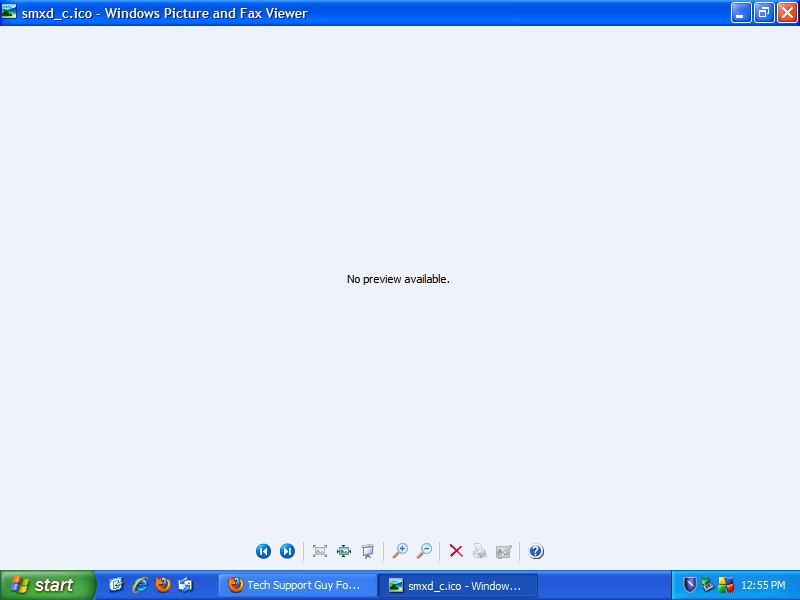 smxd_c.ico - Windows Picture and Fax Viewer
No preview available.
start
Tech Support Guy Fo...
smxd_c.ico - Window...
12:55 PM